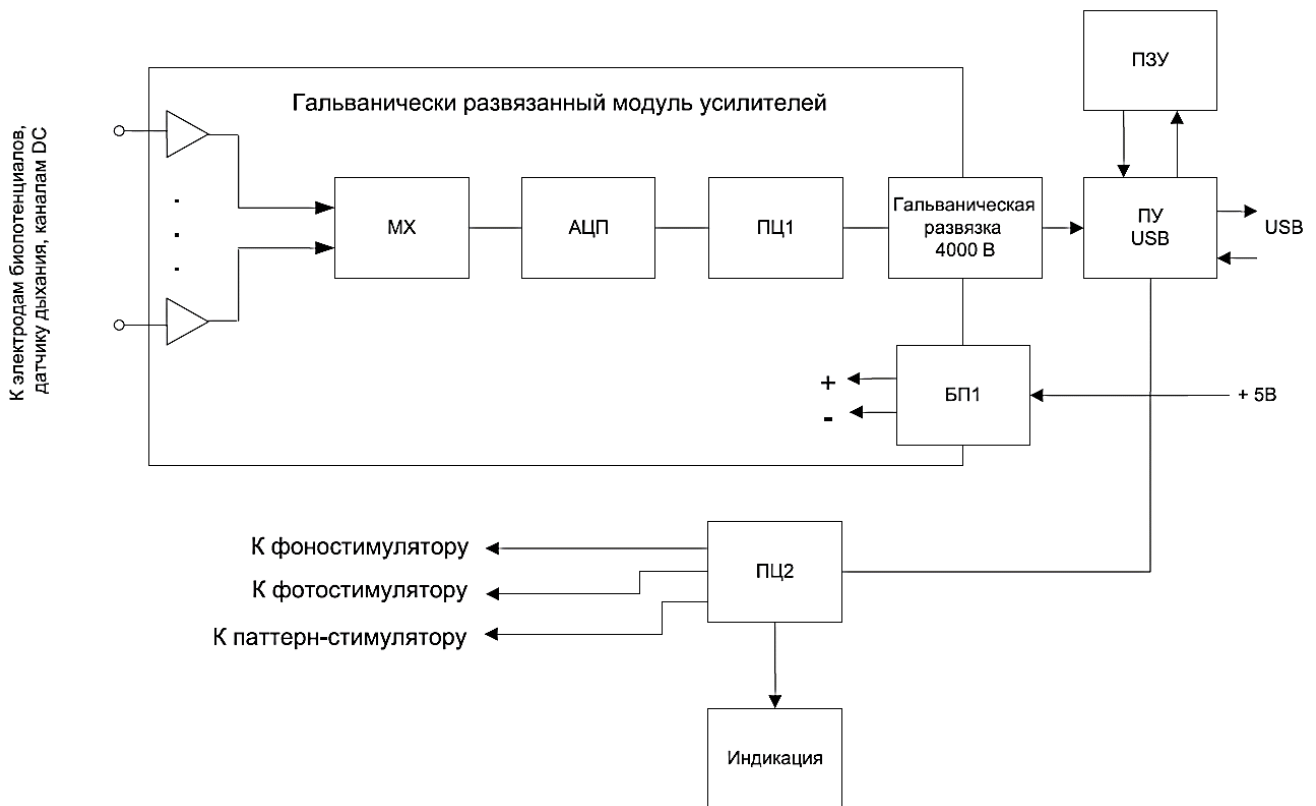 ПЗУ
Гальванически развязанный модуль усилителей
К электродам биопотенциалов,
датчику дыхания, каналам DC
МХ
АЦП
ПЦ1
Гальваническая
развязка
4000 В
ПУ
USB
USB
+
-
БП1
+ 5В
К фоностимулятору
К фотостимулятору
К паттерн-стимулятору
ПЦ2
Индикация